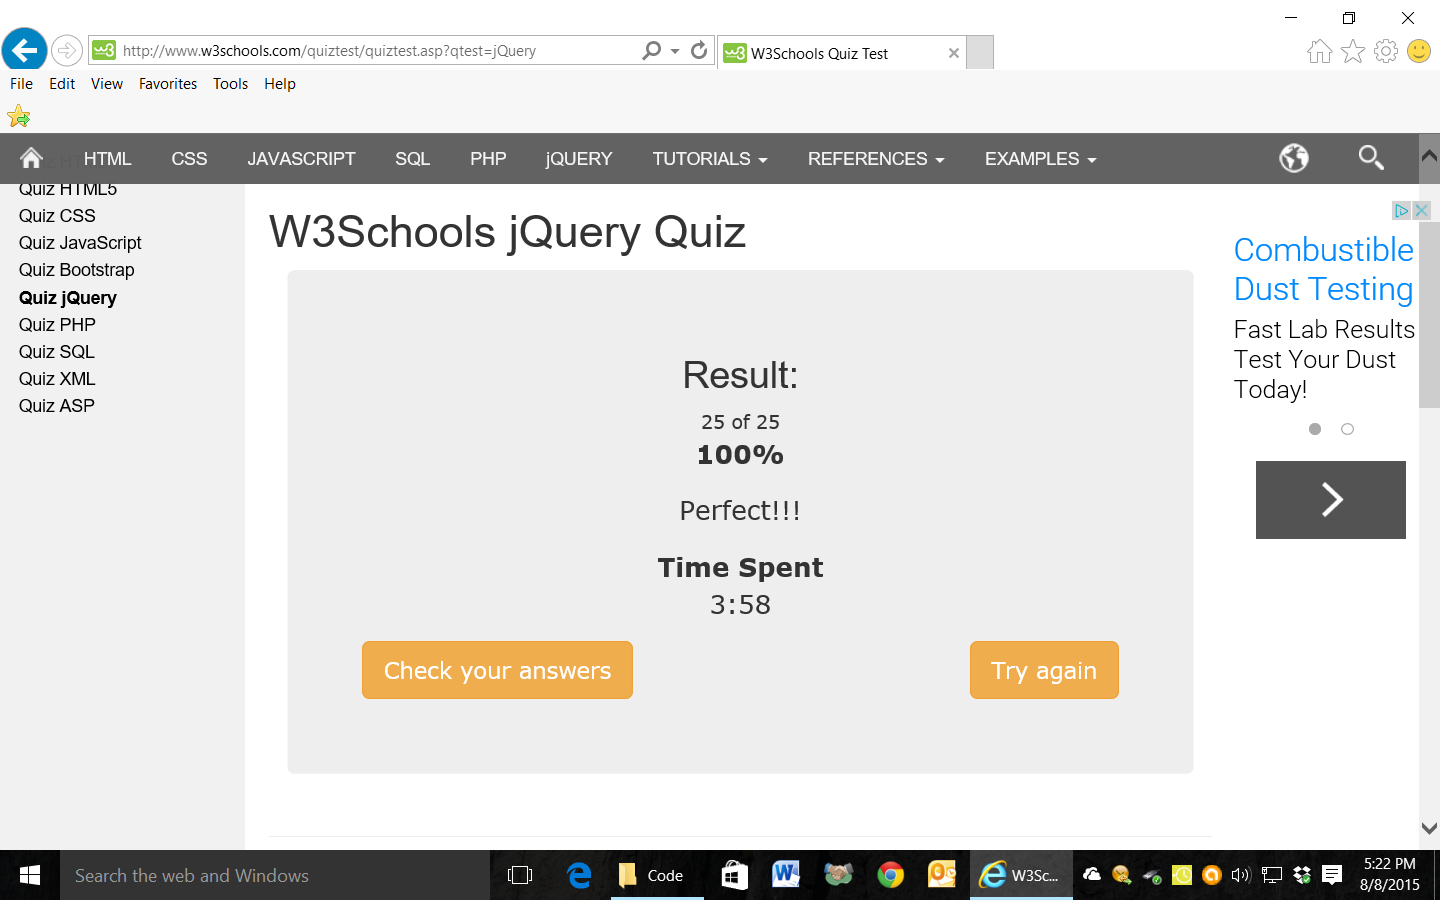 http://www.w3schools.com/quiztest/quiztest.asp?qtest=jQuery
W3Schools Quiz Test
File Edit View Favorites Tools Help
HTML CSS JAVASCRIPT SQL PHP jQUERY TUTORIALS REFERENCES EXAMPLES
Quiz HTML5
Quiz CSS
Quiz JavaScript
Quiz Bootstrap
Quiz jQuery
Quiz PHP
Quiz SQL
Quiz XML
Quiz ASP
W3Schools jQuery Quiz
Result:
25 of 25
100%
Perfect!!!
Time Spent
3:58
Check your answers
Try again
Combustible
Dust Testing
Fast Lab Results
Test Your Dust
Today!
Search the web and Windows
Code
W3Sc...
5:22 PM
8/8/2015